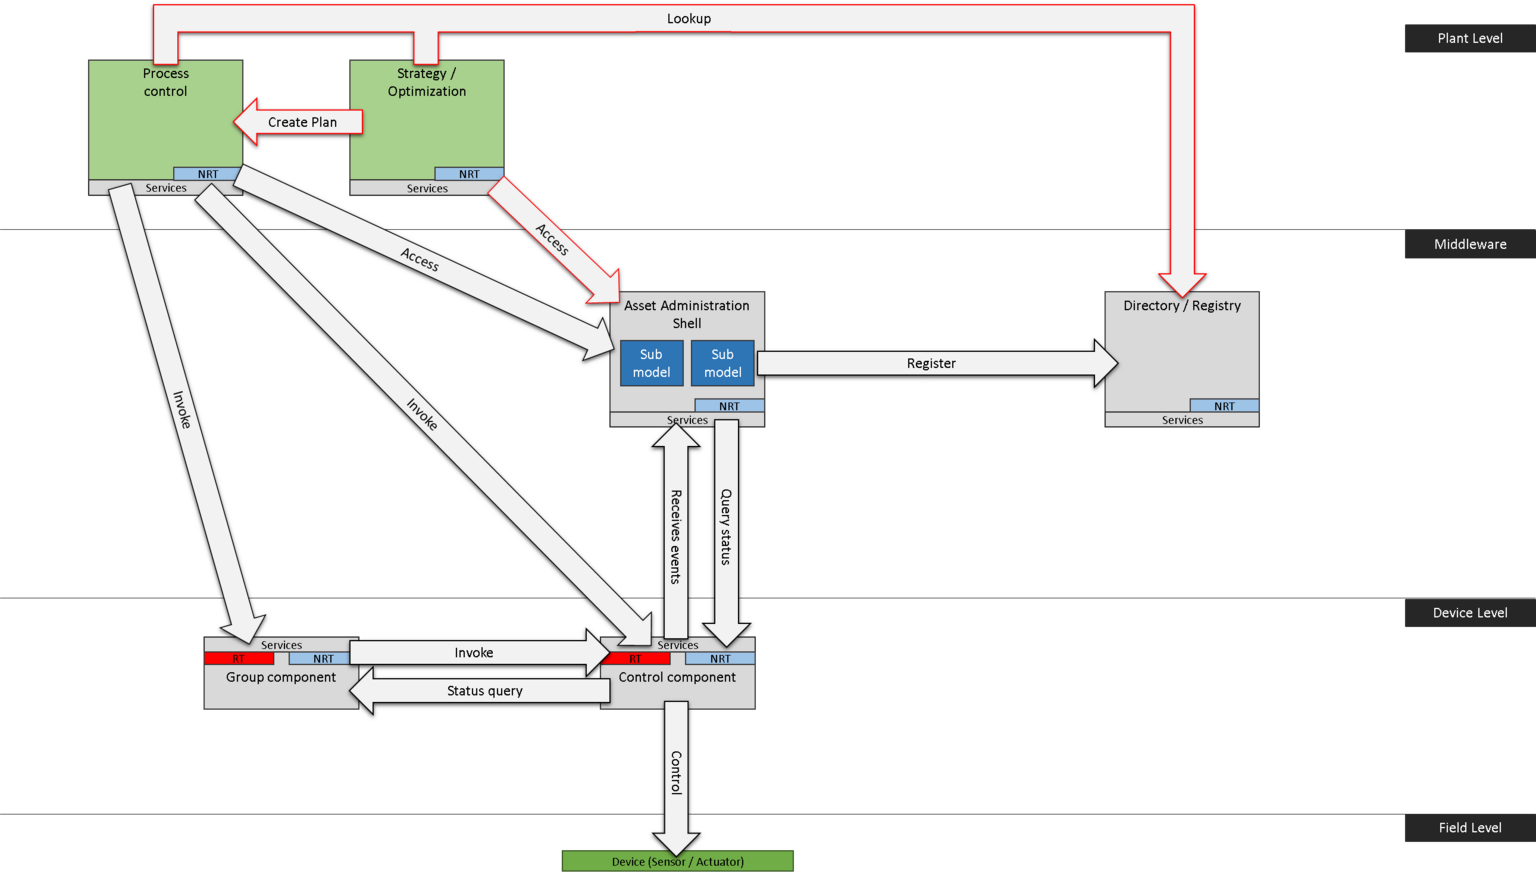 Lookup
Plant Level
Process
control
Strategy /
Optimization
Create Plan
NRT
Services
NRT
Services
Middleware
Access
Access
Asset Administration
Shell
Sub
model
Sub
model
NRT
Services
Register
Directory / Registry
NRT
Services
Invoke
Invoke
Receives events
Query status
Device Level
Services
RT
NRT
Group component
Invoke
Status query
Services
RT
NRT
Control component
Control
Field Level
Device (Sensor / Actuator)